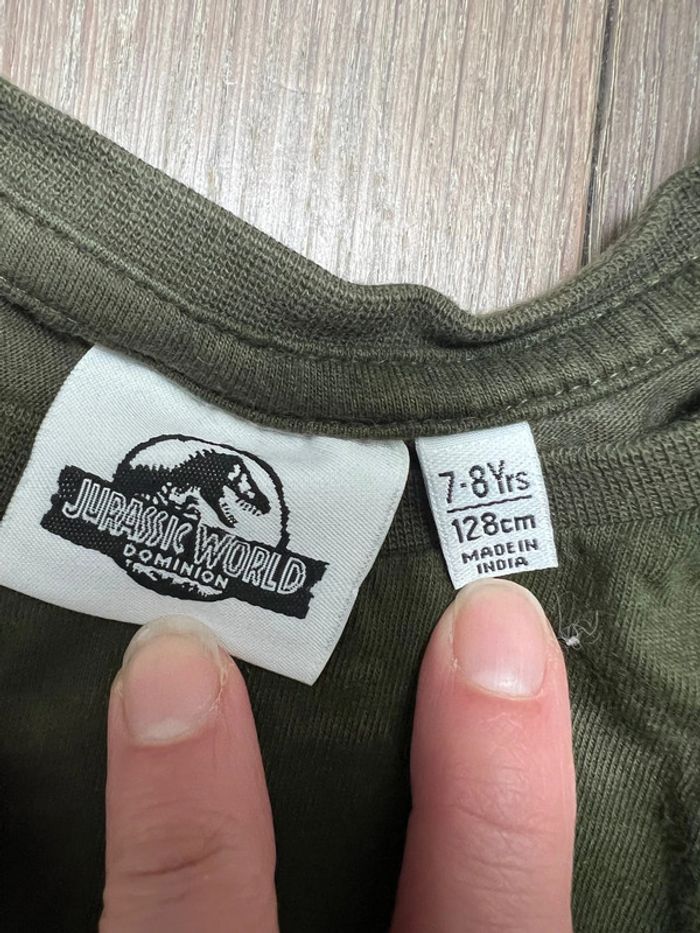 JURASSIC WORLD
DOMINION
7-8Yrs
128cm
MADE IN
INDIA